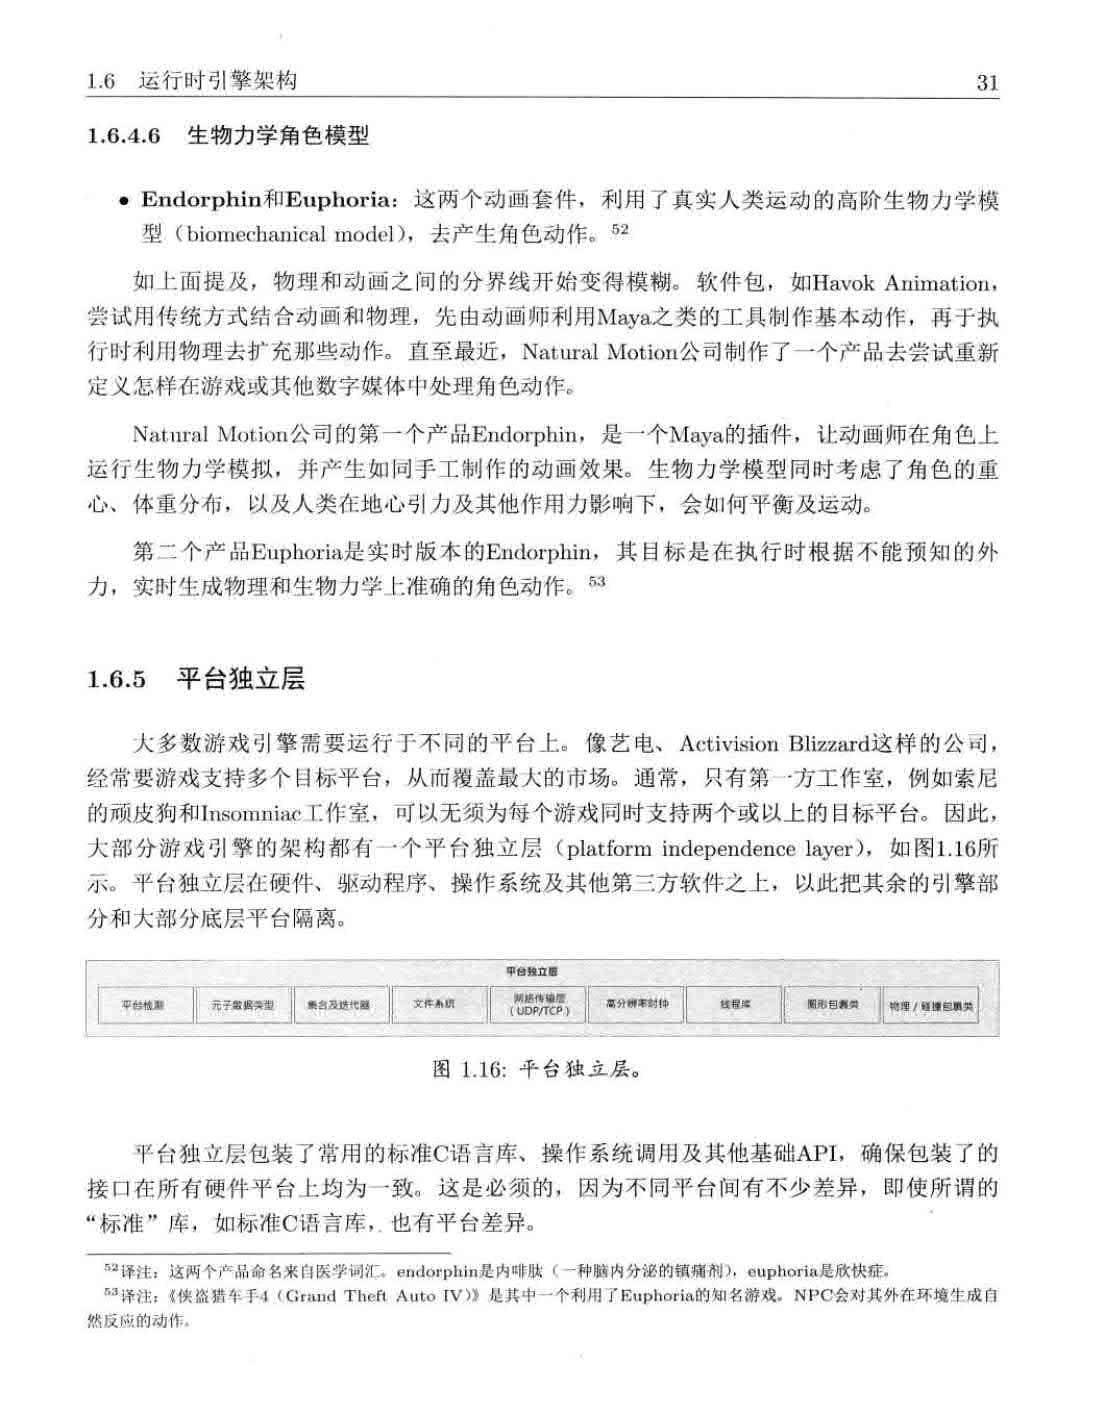 1.6 运行时引擎架构 31
1.6.4.6 生物力学角色模型
• Endorphin和Euphoria：这两个动画套件，利用了真实人类运动的高阶生物力学模
型（biomechanical model），去产生角色动作。52
如上面提及，物理和动画之间的分界线开始变得模糊。软件包，如Havok Animation，
尝试用传统方式结合动画和物理，先由动画师利用Maya之类的工具制作基本动作，再于执
行时利用物理去扩充那些动作。直至最近，Natural Motion公司制作了一个产品去尝试重新
定义怎样在游戏或其他数字媒体中处理角色动作。
Natural Motion公司的第一个产品Endorphin，是一个Maya的插件，让动画师在角色上
运行生物力学模拟，并产生如同手工制作的动画效果。生物力学模型同时考虑了角色的重
心、体重分布，以及人类在地心引力及其他作用力影响下，会如何平衡及运动。
第二个产品Euphoria是实时版本的Endorphin，其目标是在执行时根据不能预知的外
力，实时生成物理和生物力学上准确的角色动作。53
1.6.5 平台独立层
大多数游戏引擎需要运行于不同的平台上。像艺电、Activision Blizzard这样的公司，
经常要游戏支持多个目标平台，从而覆盖最大的市场。通常，只有第一方工作室，例如索尼
的顽皮狗和Insomniac工作室，可以无须为每个游戏同时支持两个或以上的目标平台。因此，
大部分游戏引擎的架构都有一个平台独立层（platform independence layer），如图1.16所
示。平台独立层在硬件、驱动程序、操作系统及其他第三方软件之上，以此把其余的引擎部
分和大部分底层平台隔离。
平台独立层
平台检测 元子数据类型 集合及迭代器 文件系统 网络传输层 高分辨率时钟 线程库 图形包裹类 物理/碰撞包裹类
（UDP/TCP）
图 1.16: 平台独立层。
平台独立层包装了常用的标准C语言库、操作系统调用及其他基础API，确保包装了的
接口在所有硬件平台上均为一致。这是必须的，因为不同平台间有不少差异，即使所谓的
“标准”库，如标准C语言库，也有平台差异。
52译注：这两个产品命名来自医学词汇。endorphin是内啡肽（一种脑内分泌的镇痛剂），euphoria是欣快症。
53译注：《侠盗猎车手4（Grand Theft Auto IV）》是其中一个利用了Euphoria的知名游戏。NPC会对其外在环境生成自
然反应的动作。